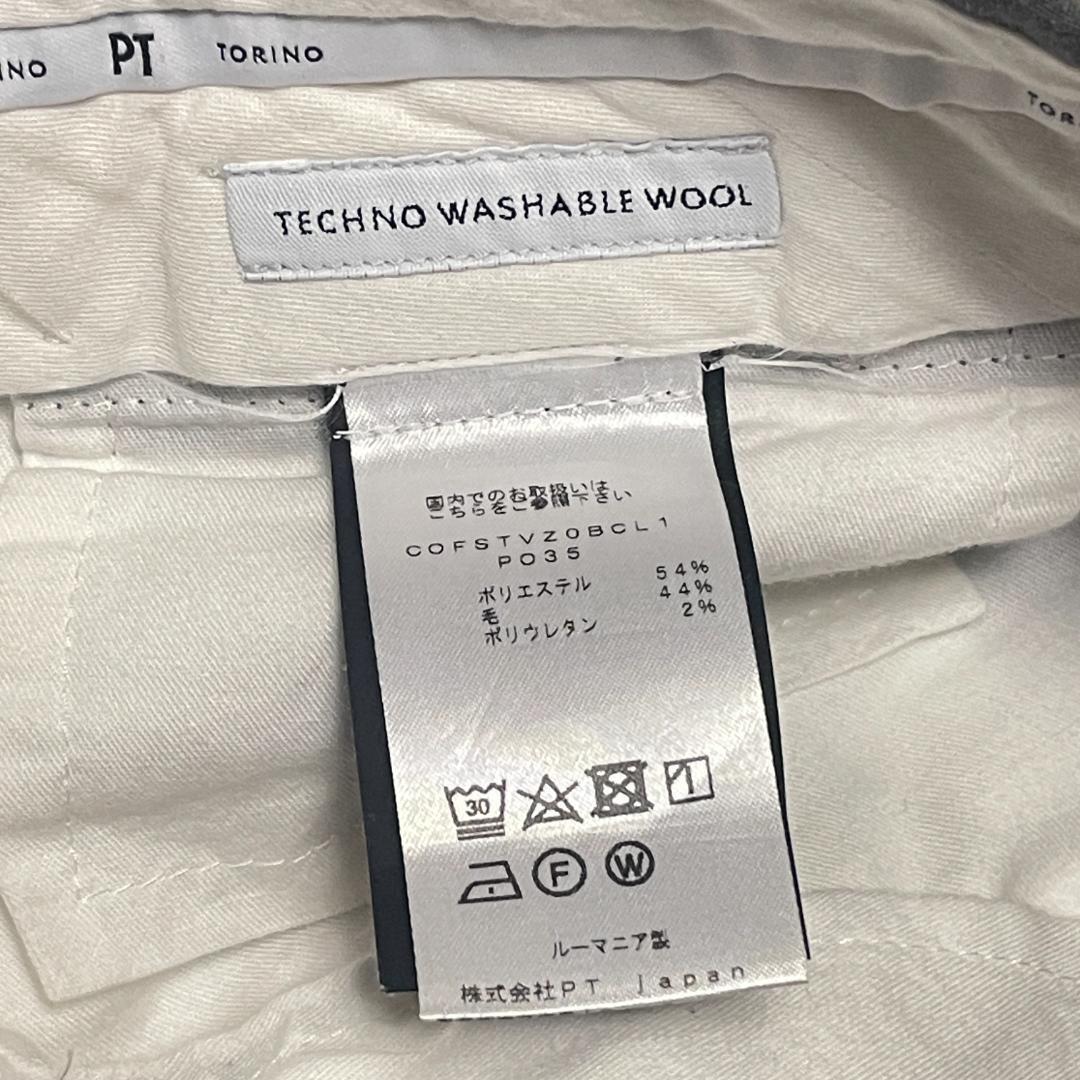 INO PT TORINO
TOR
TECHNO WASHABLE WOOL
国内でのお取扱いは
こちらをご参照下さい
COFSTVZ0BCL1
PO35
ポリエステル 54%
毛 44%
ポリウレタン 2%
30
F W
ルーマニア製
株式会社PT Japan